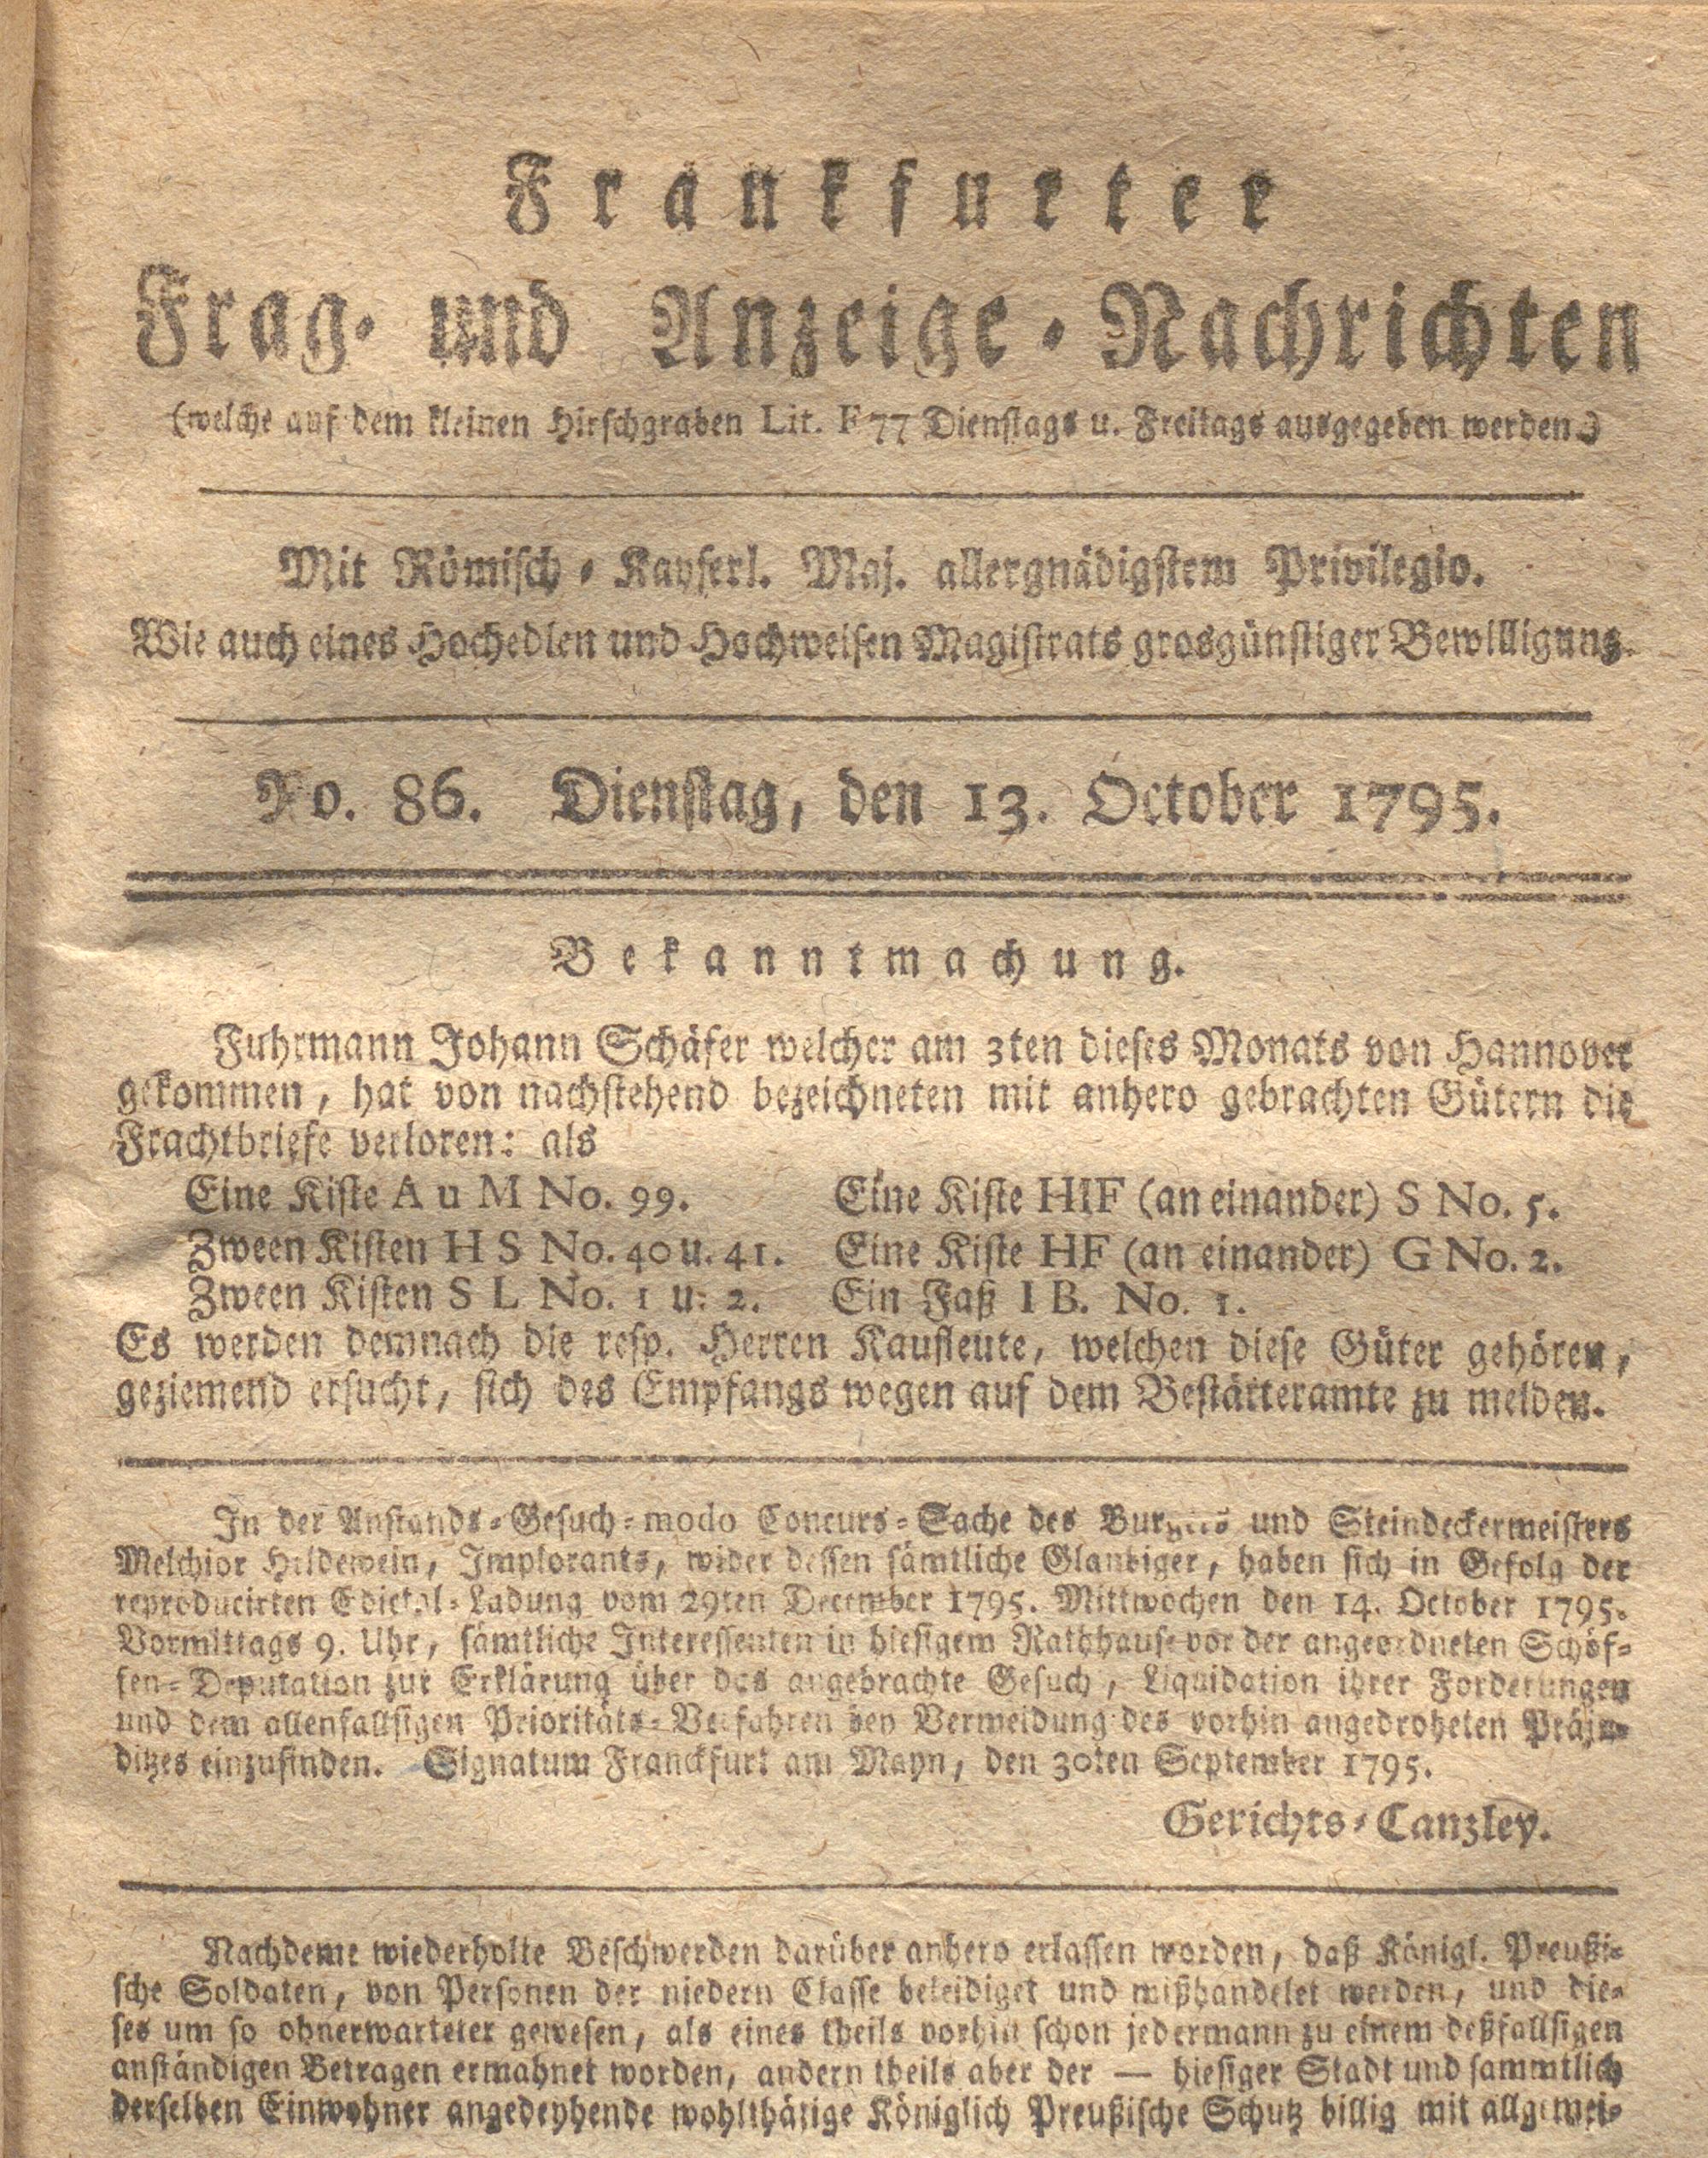 Frankfurter
Frag- und Anzeige-Nachrichten
(welche auf dem kleinen Hirschgraben Lit. F 77 Dienstags u. Freitags ausgegeben werden.)
Mit Römisch-Kayserl. Maj. allergnädigstem Privilegio.
Wie auch eines Hochedlen und Hochweisen Magistrats grosgünstiger Bewilligung.
No. 86. Dienstag, den 13. October 1795.
Bekanntmachung.
Fuhrmann Johann Schäfer welcher am 3ten dieses Monats von Hannover
gekommen, hat von nachstehend bezeichneten mit anhero gebrachten Gütern die
Frachtbriefe verloren: als
Eine Kiste A u M No. 99.
Zween Kisten H S No. 40 u. 41.
Zween Kisten S L No. 1 u. 2.
Eine Kiste HIF (an einander) S No. 5.
Eine Kiste HF (an einander) G No. 2.
Ein Faß I B. No. 1.
Es werden demnach die resp. Herren Kaufleute, welchen diese Güter gehören,
geziemend ersucht, sich des Empfangs wegen auf dem Bestätteramte zu melden.
In der Anstands-Gesuch-modo Concurs-Sache des Burgers und Steindeckermeisters
Melchior Hildewein, Implorants, wider dessen sämtliche Glaubiger, haben sich in Gefolg der
reproducirten Edictal-Ladung vom 29ten December 1795. Mittwochen den 14. October 1795.
Vormittags 9. Uhr, sämtliche Interessenten in hiesigem Rathhause vor der angeordneten Schöf-
fen-Deputation zur Erklärung über das angebrachte Gesuch, Liquidation ihrer Forderungen
und dem allenfallsigen Prioritäts-Verfahren bey Vermeidung des vorhin angedroheten Präju-
ditzes einzufinden. Signatum Franckfurt am Mayn, den 30ten September 1795.
Gerichts-Canzley.
Nachdeme wiederholte Beschwerden darüber anhero erlassen worden, daß Königl. Preußi-
sche Soldaten, von Personen der niedern Classe beleidiget und mißhandelet werden, und die-
ses um so ohnerwarteter gewesen, als eines theils vorhin schon jedermann zu einem deßfallsigen
anständigen Betragen ermahnet worden, andern theils aber der — hiesiger Stadt und sammtlich
derselben Einwohner angedeyhende wohlthätige Königlich Preußische Schutz billig mit allgemei-